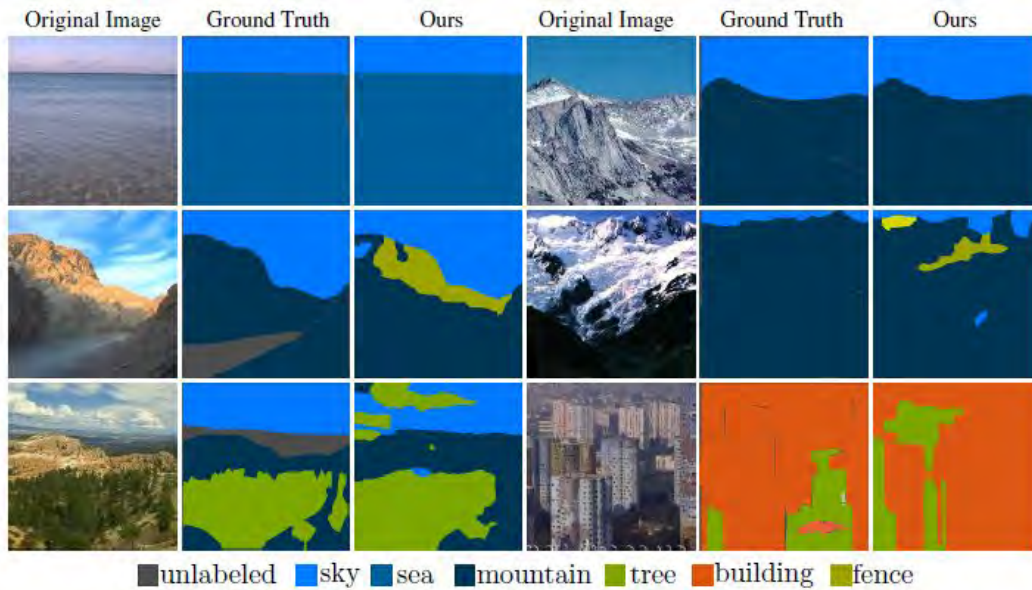 Original Image Ground Truth Ours Original Image Ground Truth Ours
unlabeled sky sea mountain tree building fence